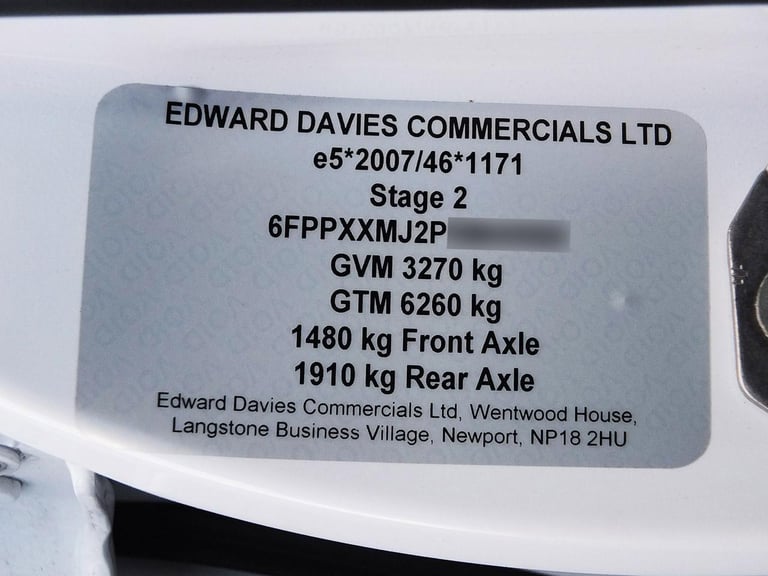 EDWARD DAVIES COMMERCIALS LTD
e5*2007/46*1171
Stage 2
6FPPXXMJ2P
GVM 3270 kg
GTM 6260 kg
1480 kg Front Axle
1910 kg Rear Axle
Edward Davies Commercials Ltd, Wentwood House,
Langstone Business Village, Newport, NP18 2HU